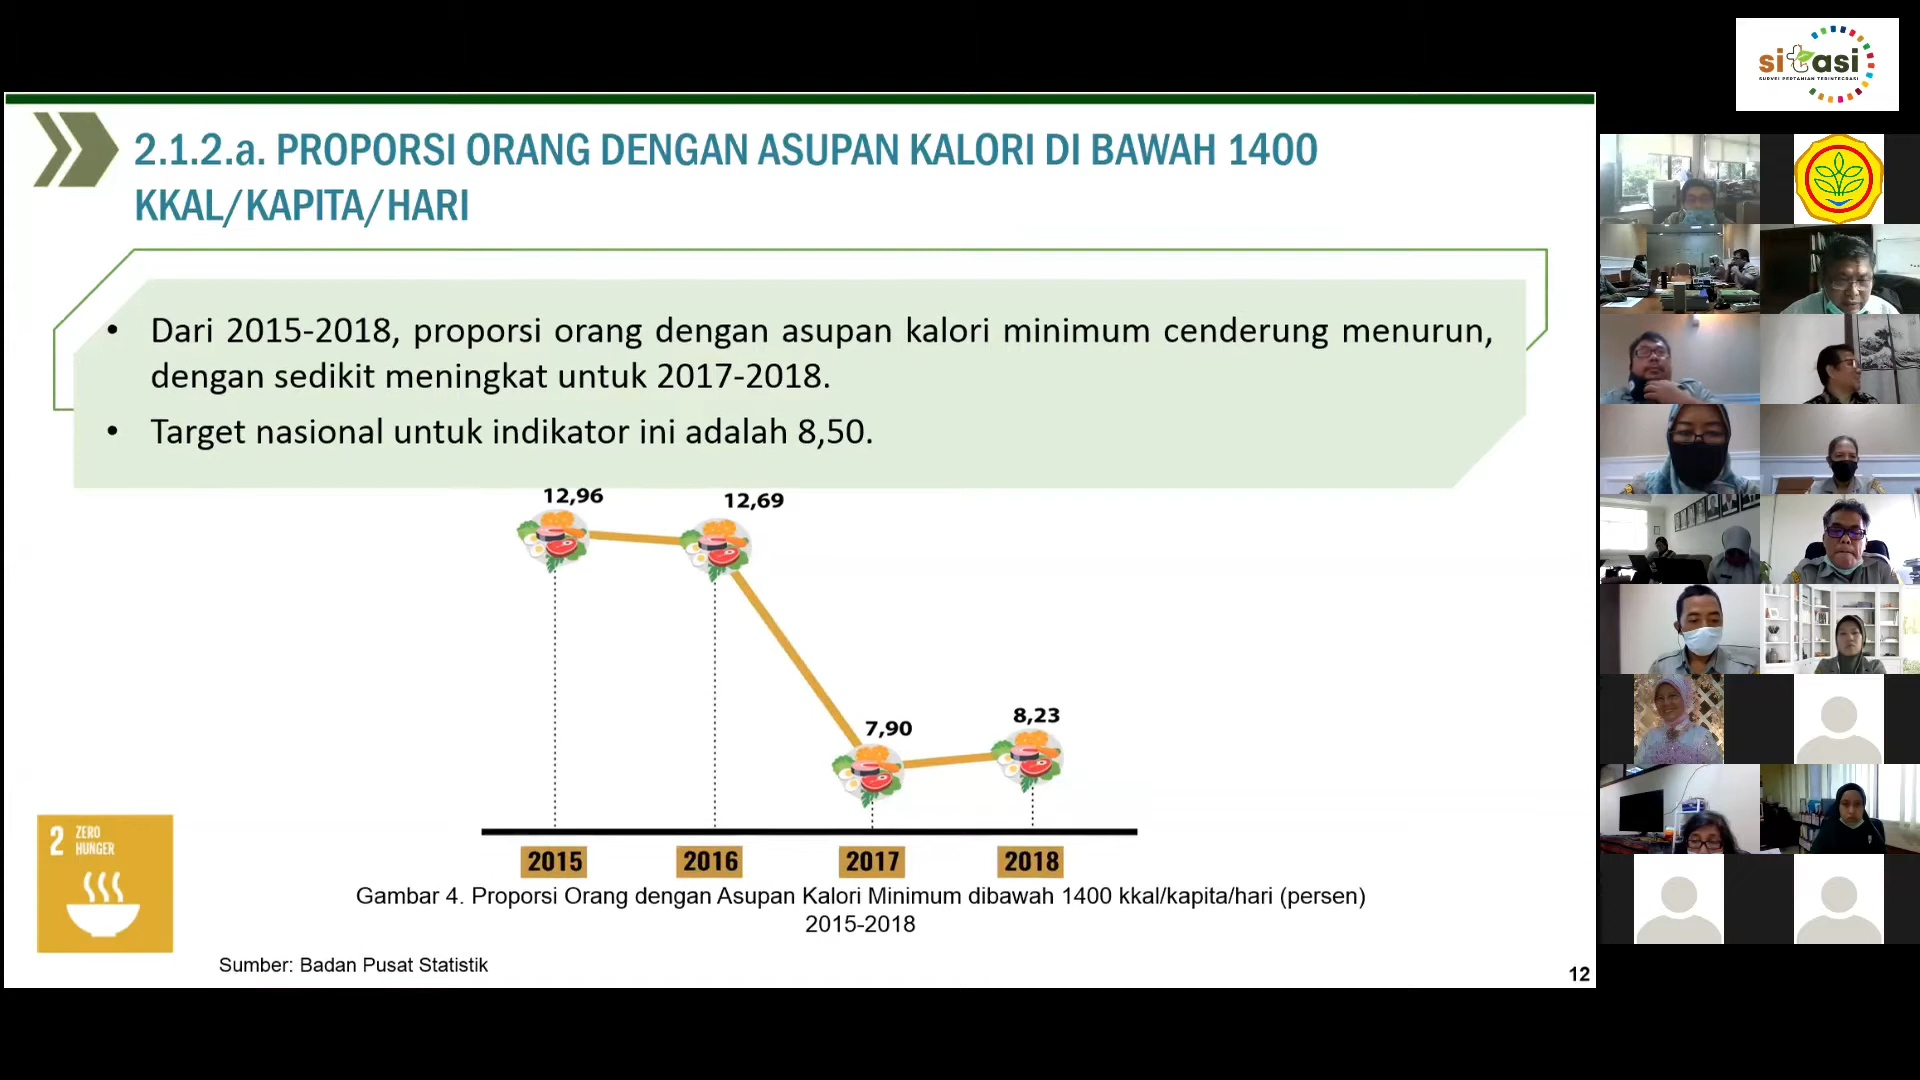 sitasi
SURVEI PERTANIAN TERINTEGRASI
2.1.2.a. PROPORSI ORANG DENGAN ASUPAN KALORI DI BAWAH 1400
KKAL/KAPITA/HARI
• Dari 2015-2018, proporsi orang dengan asupan kalori minimum cenderung menurun,
dengan sedikit meningkat untuk 2017-2018.
• Target nasional untuk indikator ini adalah 8,50.
12,96
12,69
7,90
8,23
2015
2016
2017
2018
2 ZERO
HUNGER
Gambar 4. Proporsi Orang dengan Asupan Kalori Minimum dibawah 1400 kkal/kapita/hari (persen)
2015-2018
Sumber: Badan Pusat Statistik
12